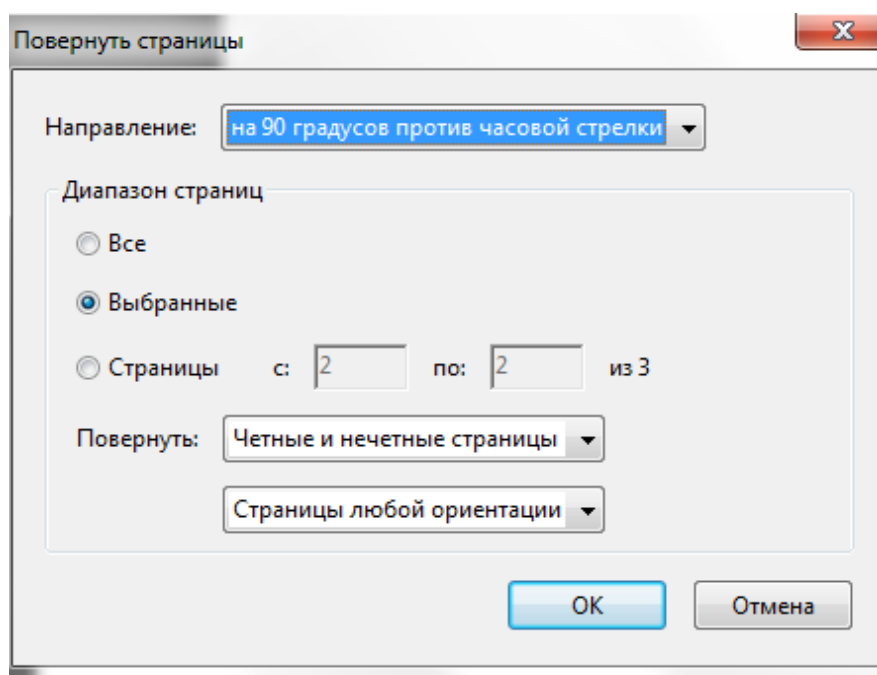 Повернуть страницы
Направление: на 90 градусов против часовой стрелки
Диапазон страниц
Все
Выбранные
Страницы с: 2 по: 2 из 3
Повернуть: Четные и нечетные страницы
Страницы любой ориентации
ОК Отмена